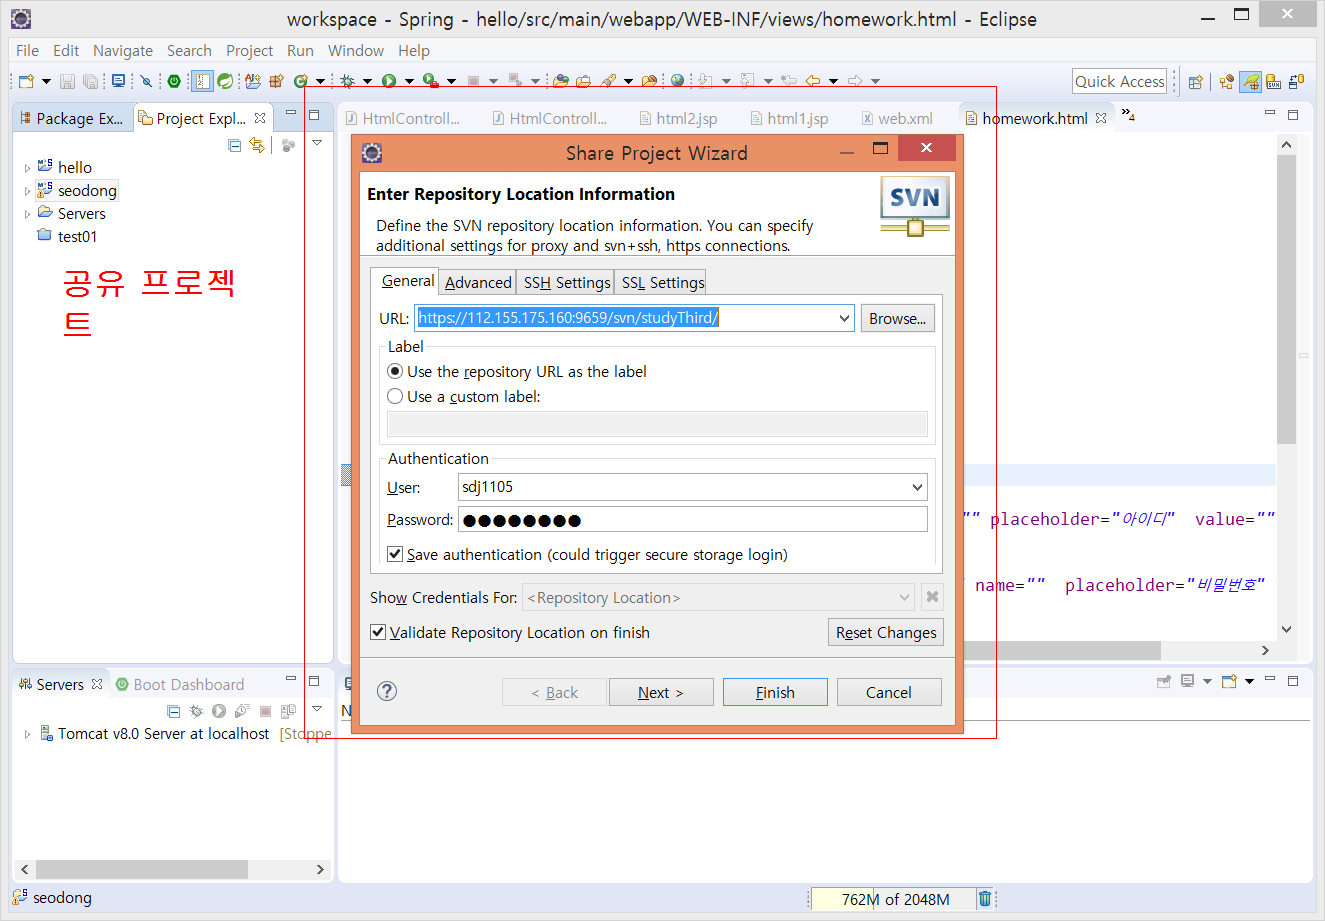 workspace - Spring - hello/src/main/webapp/WEB-INF/views/homework.html - Eclipse
File Edit Navigate Search Project Run Window Help
Quick Access
Package Ex... Project Expl...
HtmlControll... HtmlControll... html2.jsp html1.jsp web.xml homework.html »4
hello
seodong
Servers
test01
공유 프로젝
트
Share Project Wizard
Enter Repository Location Information
Define the SVN repository location information. You can specify
additional settings for proxy and svn+ssh, https connections.
SVN
General Advanced SSH Settings SSL Settings
URL: https://112.155.175.160:9659/svn/studyThird/ Browse...
Label
Use the repository URL as the label
Use a custom label:
Authentication
User: sdj1105
Password: ●●●●●●●●
Save authentication (could trigger secure storage login)
Show Credentials For: <Repository Location>
Validate Repository Location on finish Reset Changes
< Back Next > Finish Cancel
"" placeholder="아이디" value=""
name="" placeholder="비밀번호"
Servers Boot Dashboard
N
Tomcat v8.0 Server at localhost [Stoppe
seodong
762M of 2048M